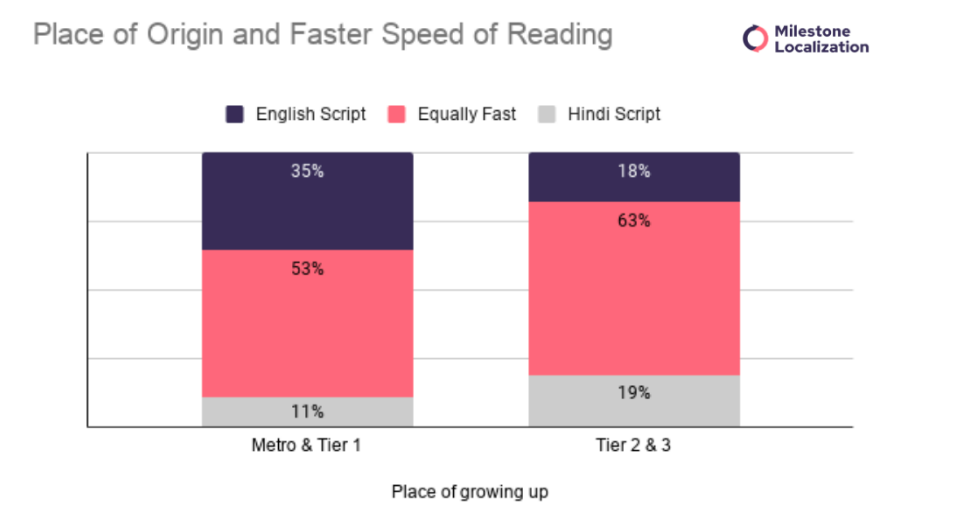 Place of Origin and Faster Speed of Reading
Milestone
Localization
English Script
Equally Fast
Hindi Script
35%
18%
63%
53%
19%
11%
Metro & Tier 1
Tier 2 & 3
Place of growing up